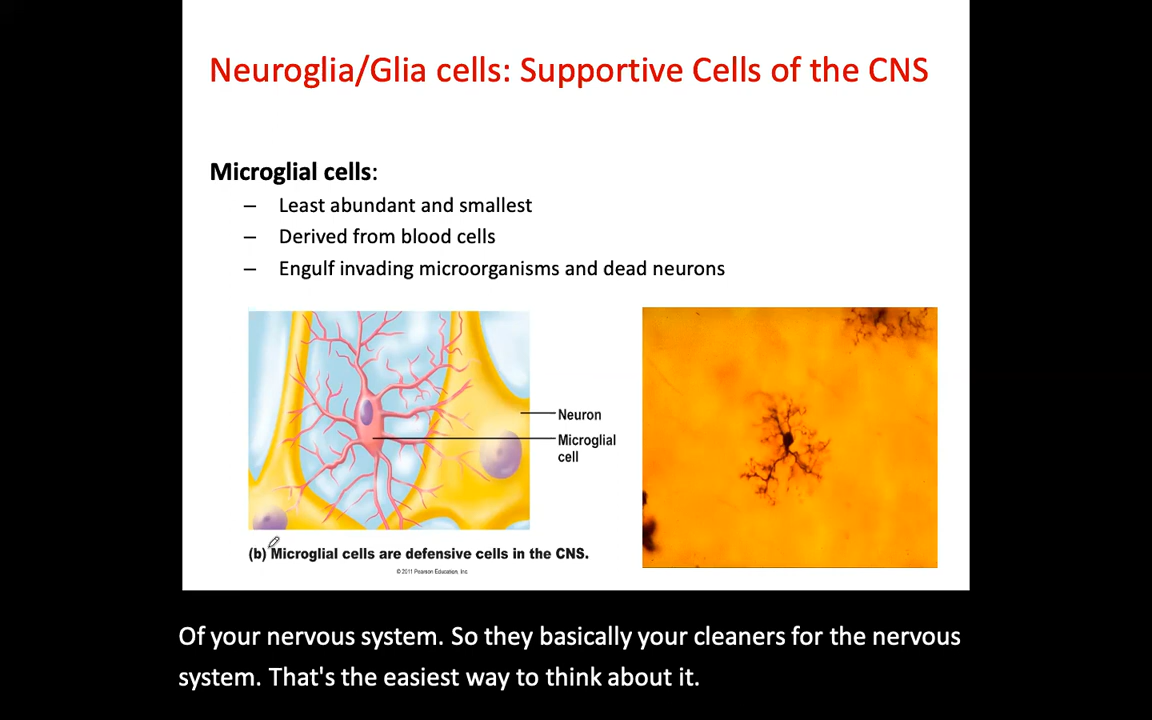 Neuroglia/Glia cells: Supportive Cells of the CNS
Microglial cells:
– Least abundant and smallest
– Derived from blood cells
– Engulf invading microorganisms and dead neurons
Neuron
Microglial
cell
(b) Microglial cells are defensive cells in the CNS.
© 2011 Pearson Education, Inc.
Of your nervous system. So they basically your cleaners for the nervous
system. That's the easiest way to think about it.